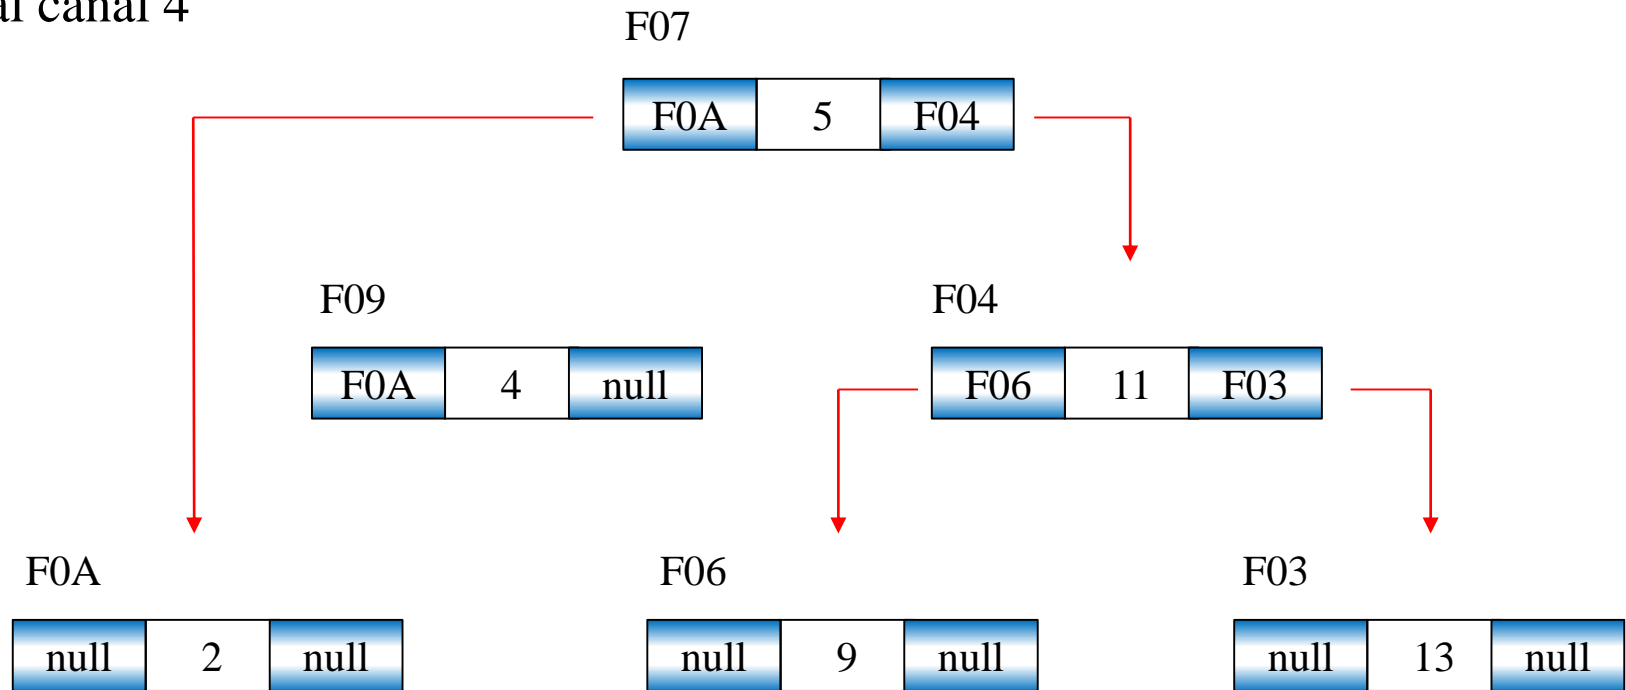 al canal 4
F07
F0A 5 F04
F09
F04
F0A 4 null
F06 11 F03
F0A
F06
F03
null 2 null
null 9 null
null 13 null